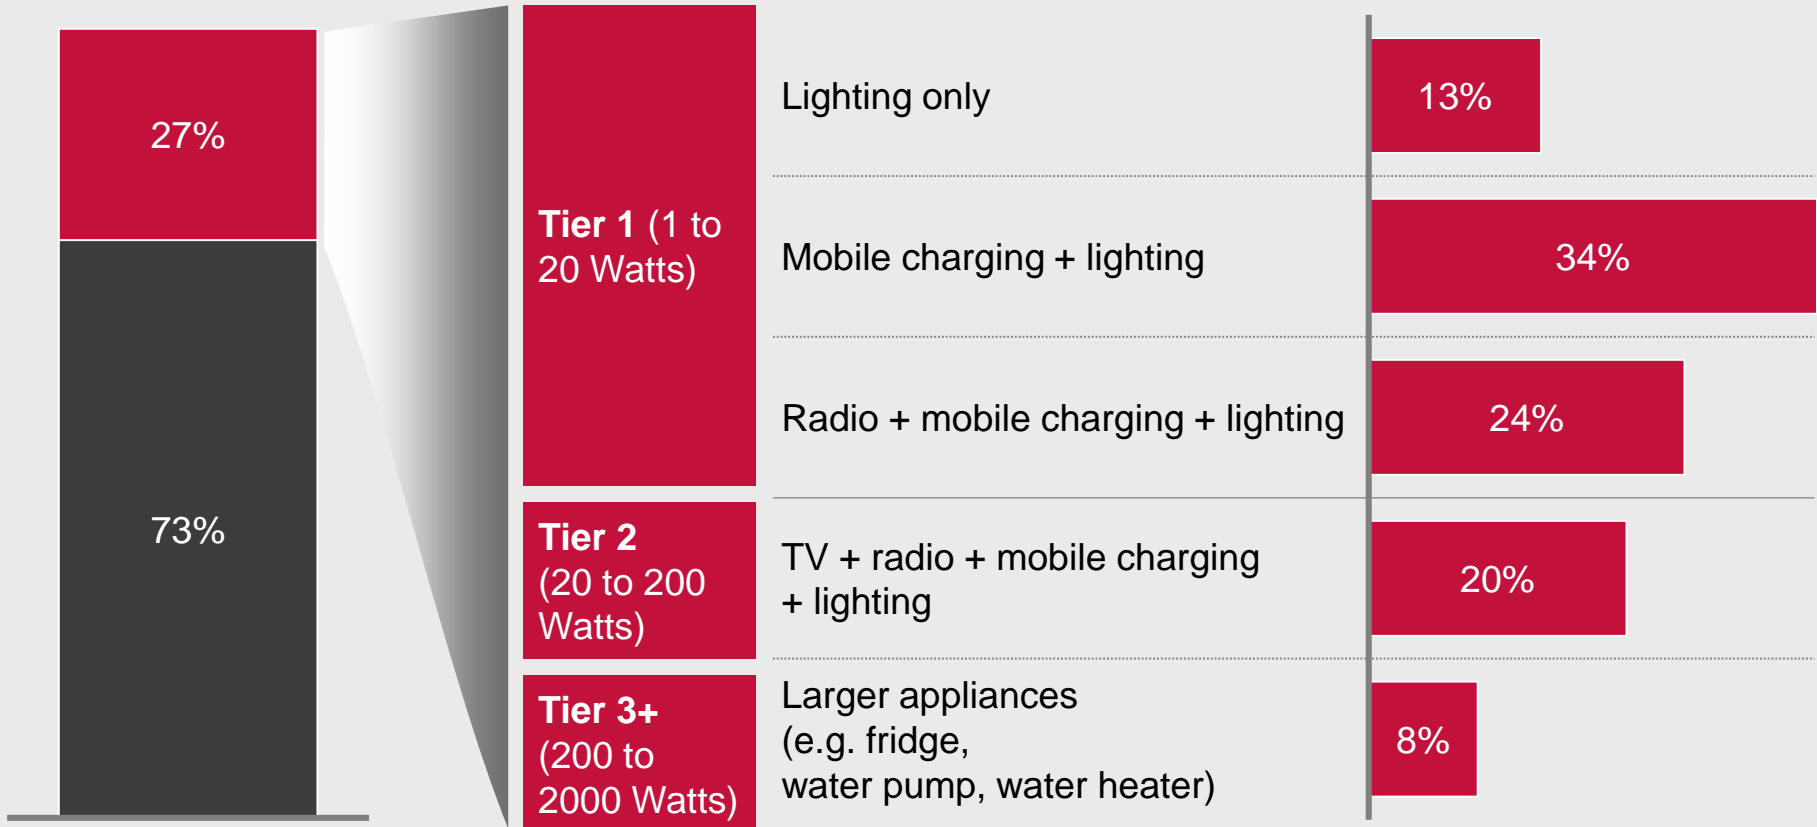 27%
73%
Tier 1 (1 to
20 Watts)
Lighting only
13%
Mobile charging + lighting
34%
Radio + mobile charging + lighting
24%
Tier 2
(20 to 200
Watts)
TV + radio + mobile charging
+ lighting
20%
Tier 3+
(200 to
2000 Watts)
Larger appliances
(e.g. fridge,
water pump, water heater)
8%